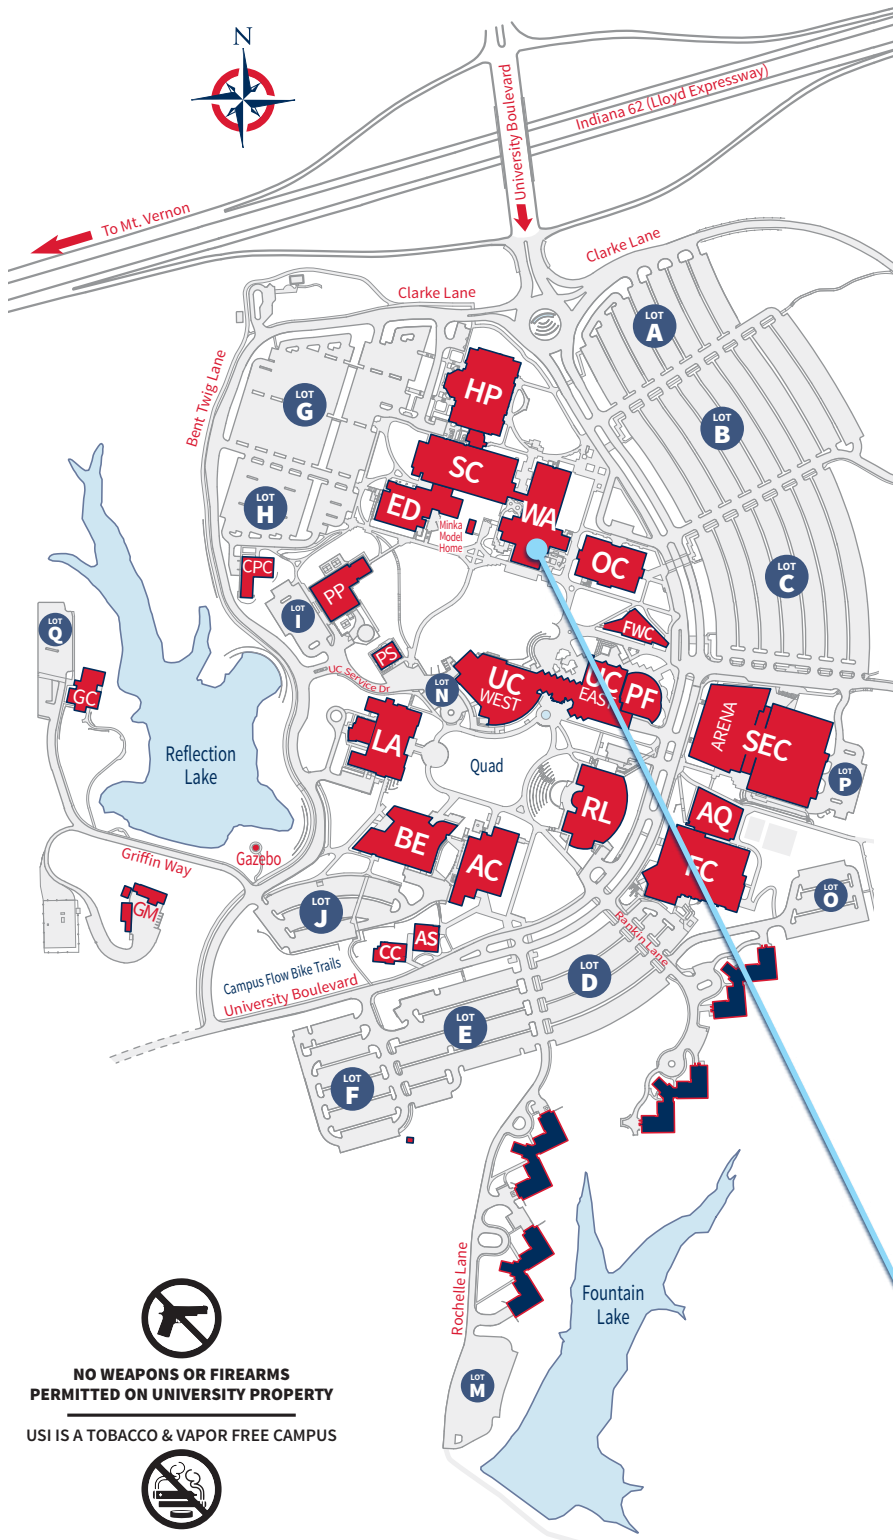 N
University Boulevard
Indiana 62 (Lloyd Expressway)
To Mt. Vernon
Clarke Lane
Clarke Lane
LOT
A
Bent Twig Lane
HP
LOT
G
LOT
B
SC
ED
WA
LOT
H
Minka
Model
Home
OC
CPC
PP
LOT
C
LOT
I
LOT
Q
FWC
PS
UC Service Dr
GC
LOT
N
UC
WEST
UC
EAST
PF
ARENA
SEC
LA
Reflection
Lake
Quad
LOT
P
RL
AQ
BE
AC
Gazebo
Griffin Way
FC
LOT
O
GM
LOT
J
AS
CC
Rankin Lane
Campus Flow Bike Trails
University Boulevard
LOT
D
LOT
E
LOT
F
Rochelle Lane
Fountain
Lake
LOT
M
NO WEAPONS OR FIREARMS
PERMITTED ON UNIVERSITY PROPERTY
USI IS A TOBACCO & VAPOR FREE CAMPUS